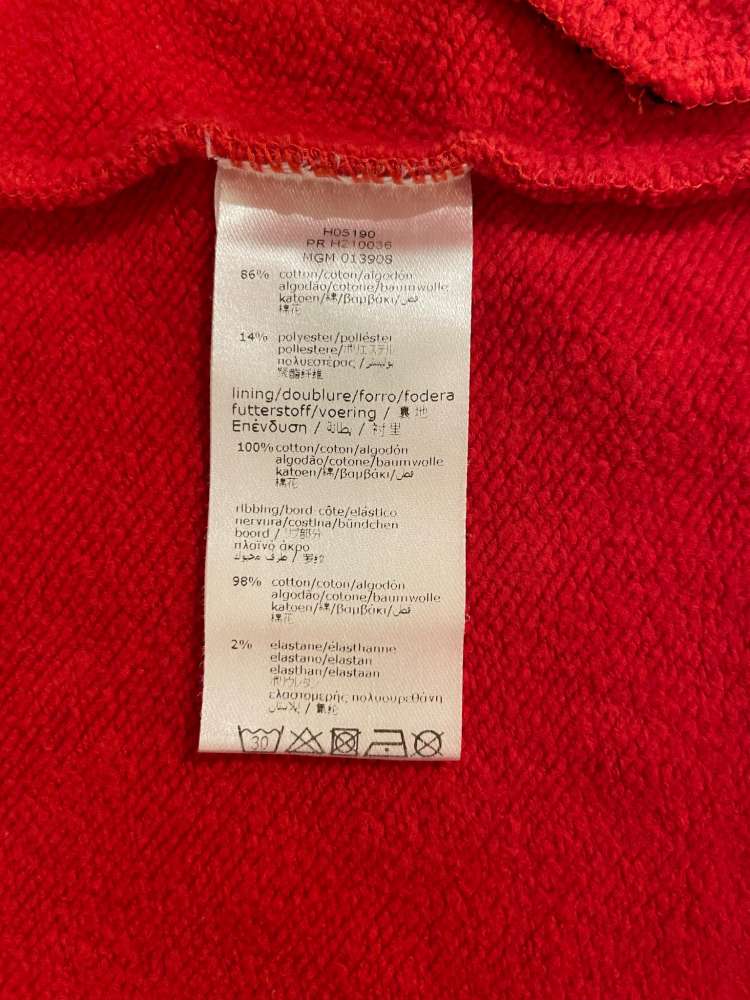 H05190
PR H210036
MGM 013908
86% cotton/coton/algodón
algodão/cotone/baumwolle
katoen/綿/βαμβάκι/قطن
棉花
14% polyester/poliéster
poliestere/ポリエステル
πολυεστέρας / بوليستر
聚酯纤维
lining/doublure/forro/fodera
futterstoff/voering / 裏地
Επένδυση / بطانة / 衬里
100% cotton/coton/algodón
algodão/cotone/baumwolle
katoen/綿/βαμβάκι/قطن
棉花
ribbing/bord-côte/elástico
nervura/costina/bündchen
boord / リブ部分
πλαϊνό άκρο
98% cotton/coton/algodón
algodão/cotone/baumwolle
katoen/綿/βαμβάκι/قطن
棉花
2% elastane/élasthanne
elastano/elastan
elasthan/elastaan
ポリウレタン
ελαστομερής πολυουρεθάνη
30